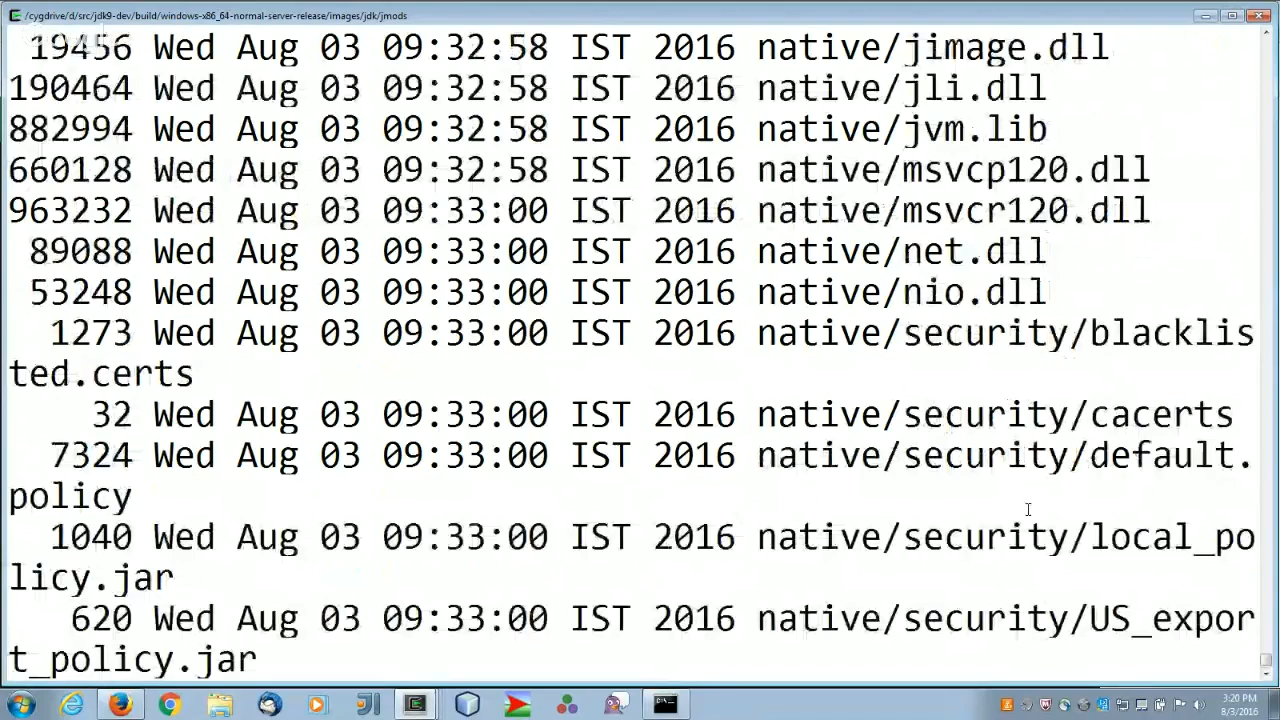 /cygdrive/d/src/jdk9-dev/build/windows-x86_64-normal-server-release/images/jdk/jmods
19456 Wed Aug 03 09:32:58 IST 2016 native/jimage.dll
190464 Wed Aug 03 09:32:58 IST 2016 native/jli.dll
882994 Wed Aug 03 09:32:58 IST 2016 native/jvm.lib
660128 Wed Aug 03 09:32:58 IST 2016 native/msvcp120.dll
963232 Wed Aug 03 09:33:00 IST 2016 native/msvcr120.dll
89088 Wed Aug 03 09:33:00 IST 2016 native/net.dll
53248 Wed Aug 03 09:33:00 IST 2016 native/nio.dll
1273 Wed Aug 03 09:33:00 IST 2016 native/security/blacklis
ted.certs
32 Wed Aug 03 09:33:00 IST 2016 native/security/cacerts
7324 Wed Aug 03 09:33:00 IST 2016 native/security/default.
policy
1040 Wed Aug 03 09:33:00 IST 2016 native/security/local_po
licy.jar
620 Wed Aug 03 09:33:00 IST 2016 native/security/US_expor
t_policy.jar
3:20 PM
8/3/2016